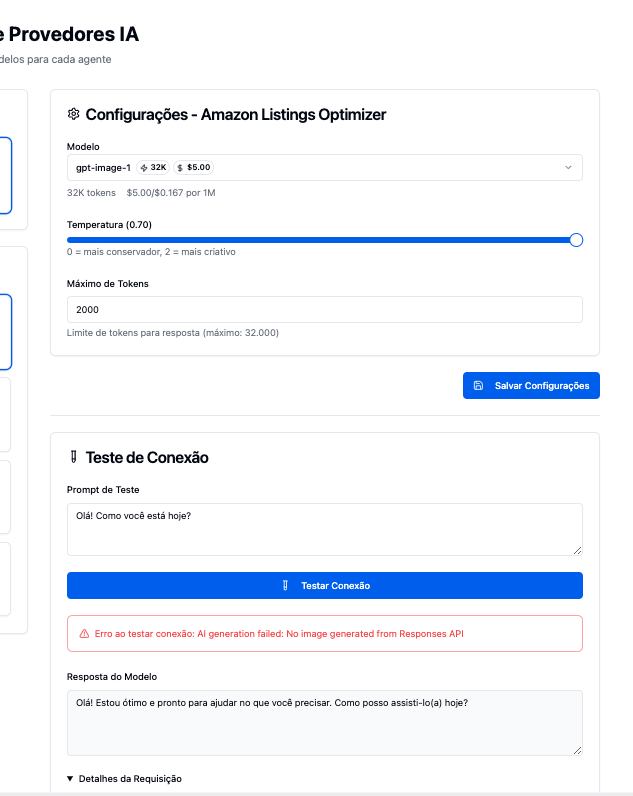 e Provedores IA
delos para cada agente
Configurações - Amazon Listings Optimizer
Modelo
gpt-image-1 32K $5.00
32K tokens $5.00/$0.167 por 1M
Temperatura (0.70)
0 = mais conservador, 2 = mais criativo
Máximo de Tokens
2000
Limite de tokens para resposta (máximo: 32.000)
Salvar Configurações
Teste de Conexão
Prompt de Teste
Olá! Como você está hoje?
Testar Conexão
Erro ao testar conexão: AI generation failed: No image generated from Responses API
Resposta do Modelo
Olá! Estou ótimo e pronto para ajudar no que você precisar. Como posso assisti-lo(a) hoje?
Detalhes da Requisição